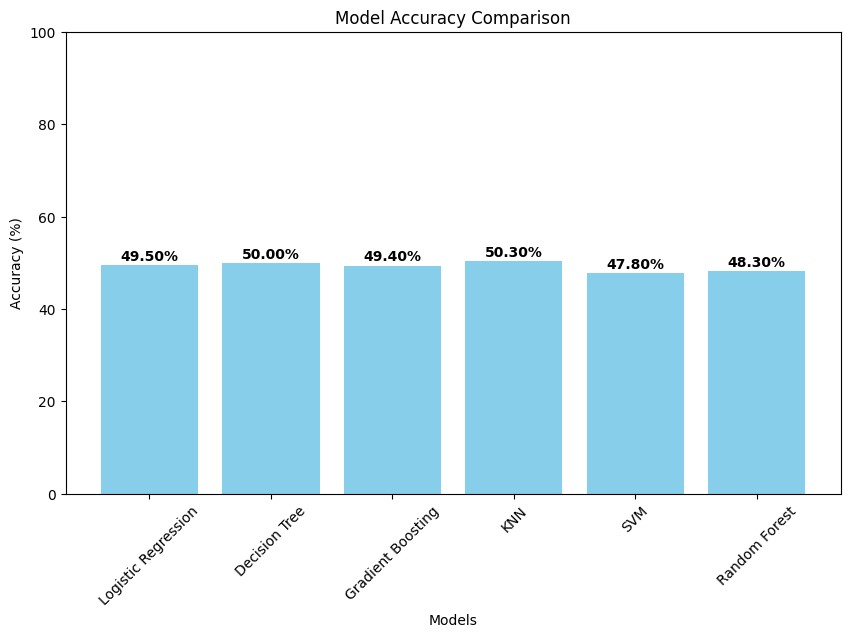 Model Accuracy Comparison
100
80
60
40
20
0
Accuracy (%)
49.50%
50.00%
49.40%
50.30%
47.80%
48.30%
Logistic Regression
Decision Tree
Gradient Boosting
KNN
SVM
Random Forest
Models